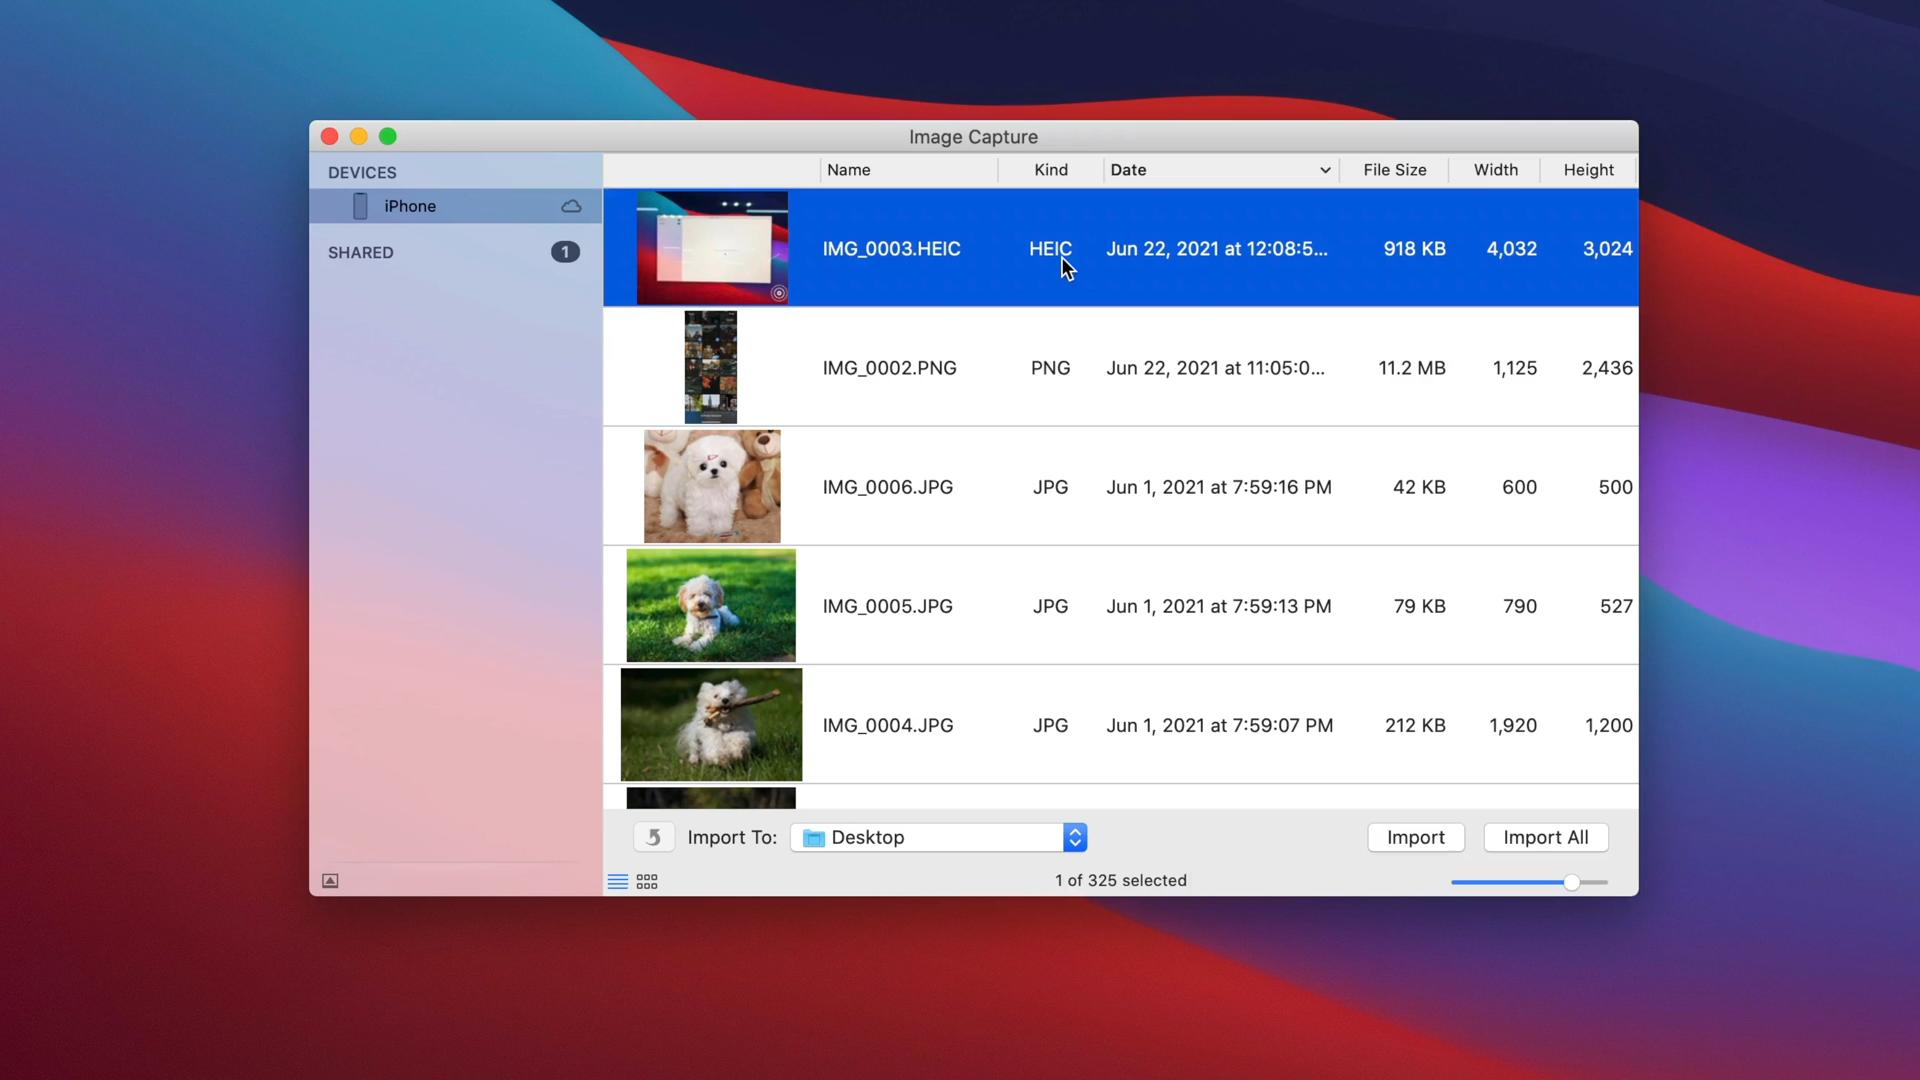 Image Capture
DEVICES
iPhone
SHARED 1
Name Kind Date File Size Width Height
IMG_0003.HEIC HEIC Jun 22, 2021 at 12:08:5... 918 KB 4,032 3,024
IMG_0002.PNG PNG Jun 22, 2021 at 11:05:0... 11.2 MB 1,125 2,436
IMG_0006.JPG JPG Jun 1, 2021 at 7:59:16 PM 42 KB 600 500
IMG_0005.JPG JPG Jun 1, 2021 at 7:59:13 PM 79 KB 790 527
IMG_0004.JPG JPG Jun 1, 2021 at 7:59:07 PM 212 KB 1,920 1,200
Import To: Desktop Import Import All
1 of 325 selected